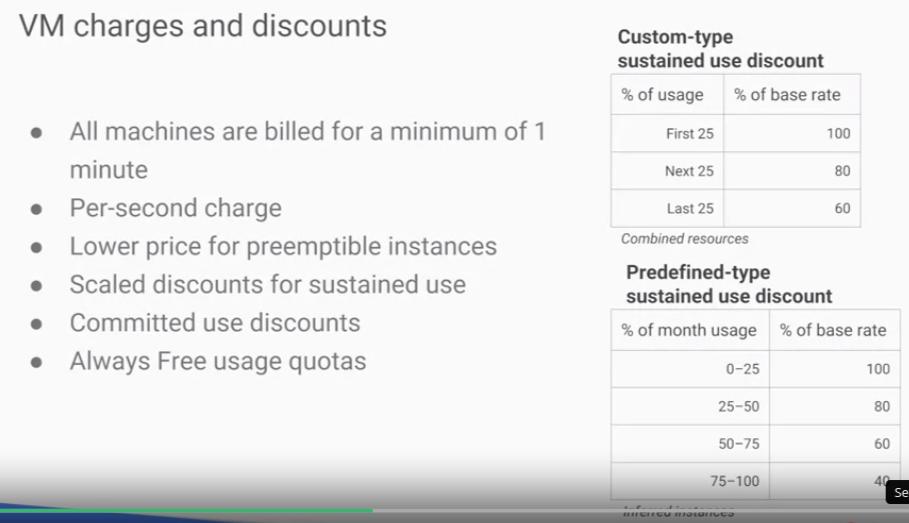 VM charges and discounts
● All machines are billed for a minimum of 1
minute
● Per-second charge
● Lower price for preemptible instances
● Scaled discounts for sustained use
● Committed use discounts
● Always Free usage quotas
Custom-type
sustained use discount
% of usage % of base rate
First 25 100
Next 25 80
Last 25 60
Combined resources
Predefined-type
sustained use discount
% of month usage % of base rate
0–25 100
25–50 80
50–75 60
75–100 40
Inferred instances
Se